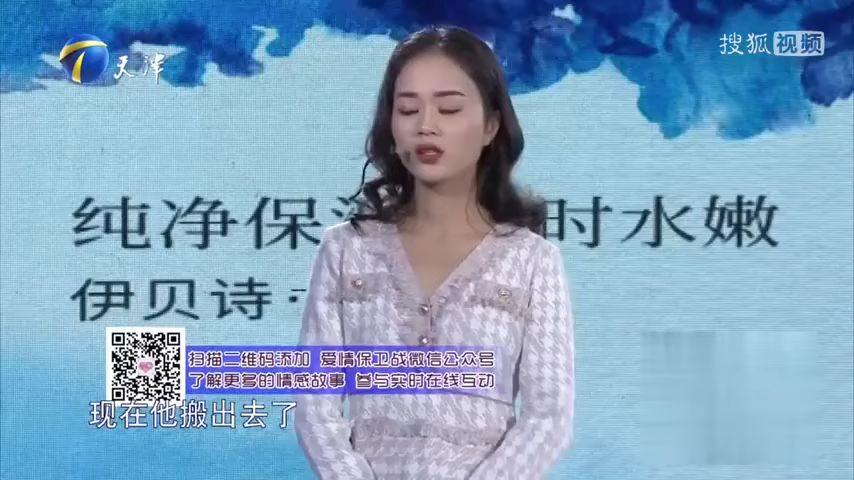 天津
搜狐视频
纯净保 时水嫩
伊贝诗·
扫描二维码添加 爱情保卫战微信公众号
了解更多的情感故事 参与实时在线互动
现在他搬出去了